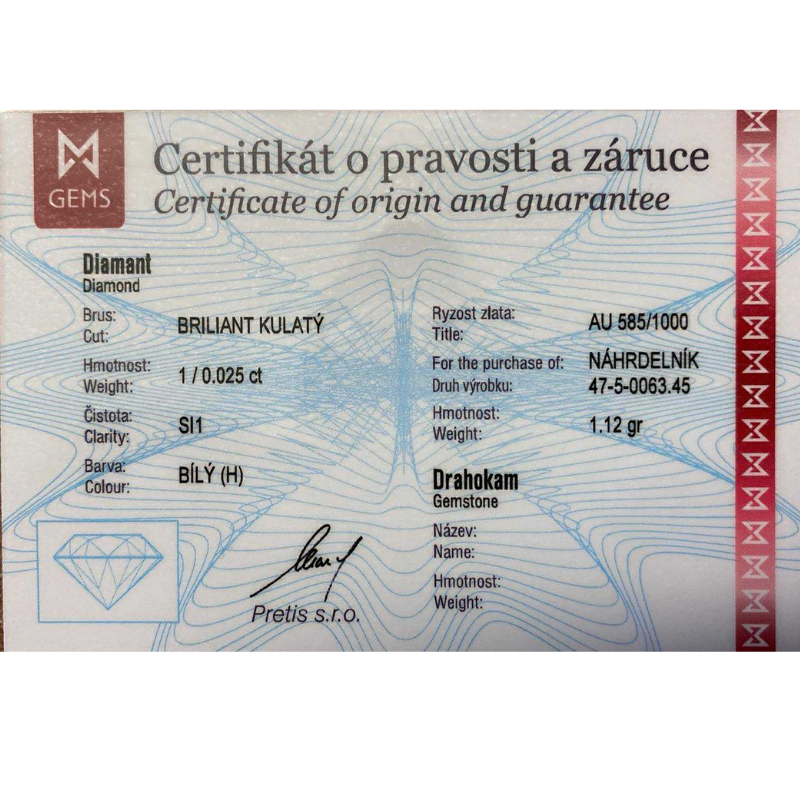 GEMS
Certifikát o pravosti a záruce
Certificate of origin and guarantee
Diamant
Diamond
Brus:
Cut:
BRILIANT KULATÝ
Hmotnost:
Weight:
1 / 0.025 ct
Čistota:
Clarity:
SI1
Barva:
Colour:
BÍLÝ (H)
Ryzost zlata:
Title:
AU 585/1000
For the purchase of:
Druh výrobku:
NÁHRDELNÍK
47-5-0063.45
Hmotnost:
Weight:
1.12 gr
Drahokam
Gemstone
Název:
Name:
Hmotnost:
Weight:
Pretis s.r.o.